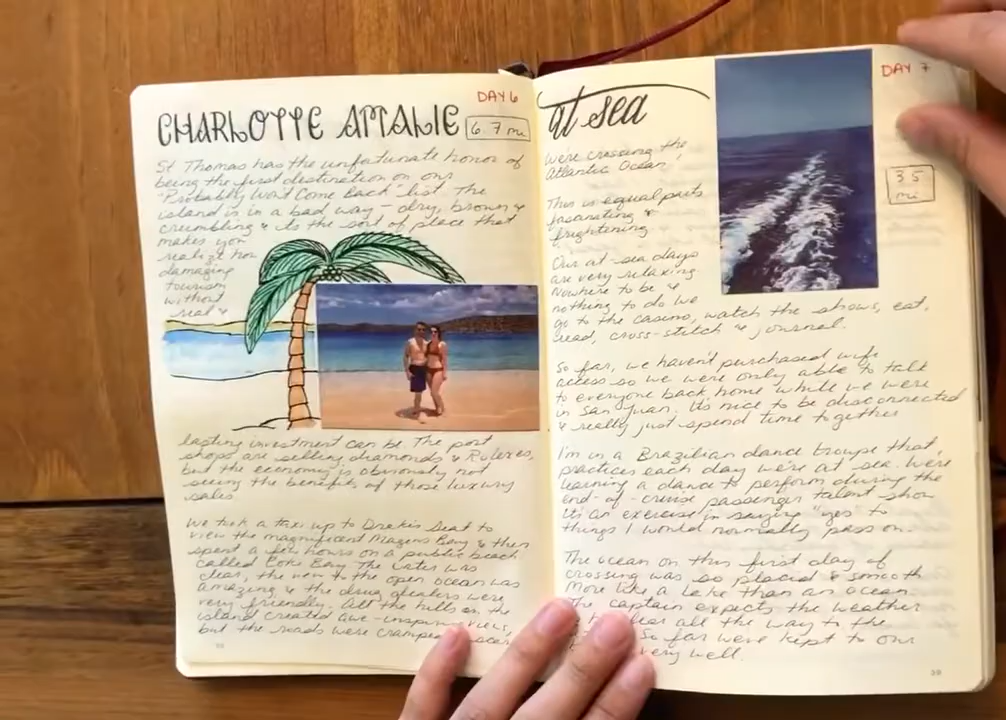 DAY 6
CHARLOTTE AMALIE
6.7 mi
St Thomas has the unfortunate honor of
being the first destination on our
"Probably Won't Come Back" list. The
island is in a bad way - dry, brown &
crumbling & its the sort of place that
makes you
realize how
damaging
tourism
without
real &
lasting investment can be. The port
shops are selling diamonds & Rolexes,
but the economy is obviously not
seeing the benefits of those luxury
sales.
We took a taxi up to Drakes Seat to
view the magnificent Magens Bay & then
spent a few hours on a public beach
called Coki Bay. The water was
clear, the view to the open ocean was
amazing & the drug dealers were
very friendly. All the hills on the
island created awe-inspiring views,
but the roads were cramped
DAY 7
at sea
35
mi
We're crossing the
Atlantic Ocean!
This is equal parts
fascinating &
frightening
Our at-sea days
are very relaxing
Nowhere to be &
nothing to do we
go to the casino, watch the shows, eat,
read, cross-stitch & journal.
So far, we haven't purchased wifi
access so we were only able to talk
to everyone back home while we were
in San Juan. It's nice to be disconnected
& really just spend time together
I'm in a Brazilian dance troupe that
practices each day we're at sea. We're
learning a dance to perform during the
end-of-cruise passenger talent show
It's an exercise in saying "yes" to
things I would normally pass on.
The ocean on this first day of
crossing was so placid & smooth
More like a lake than an ocean.
The captain expects the weather
all the way to the
So far we're kept to our
very well.
39